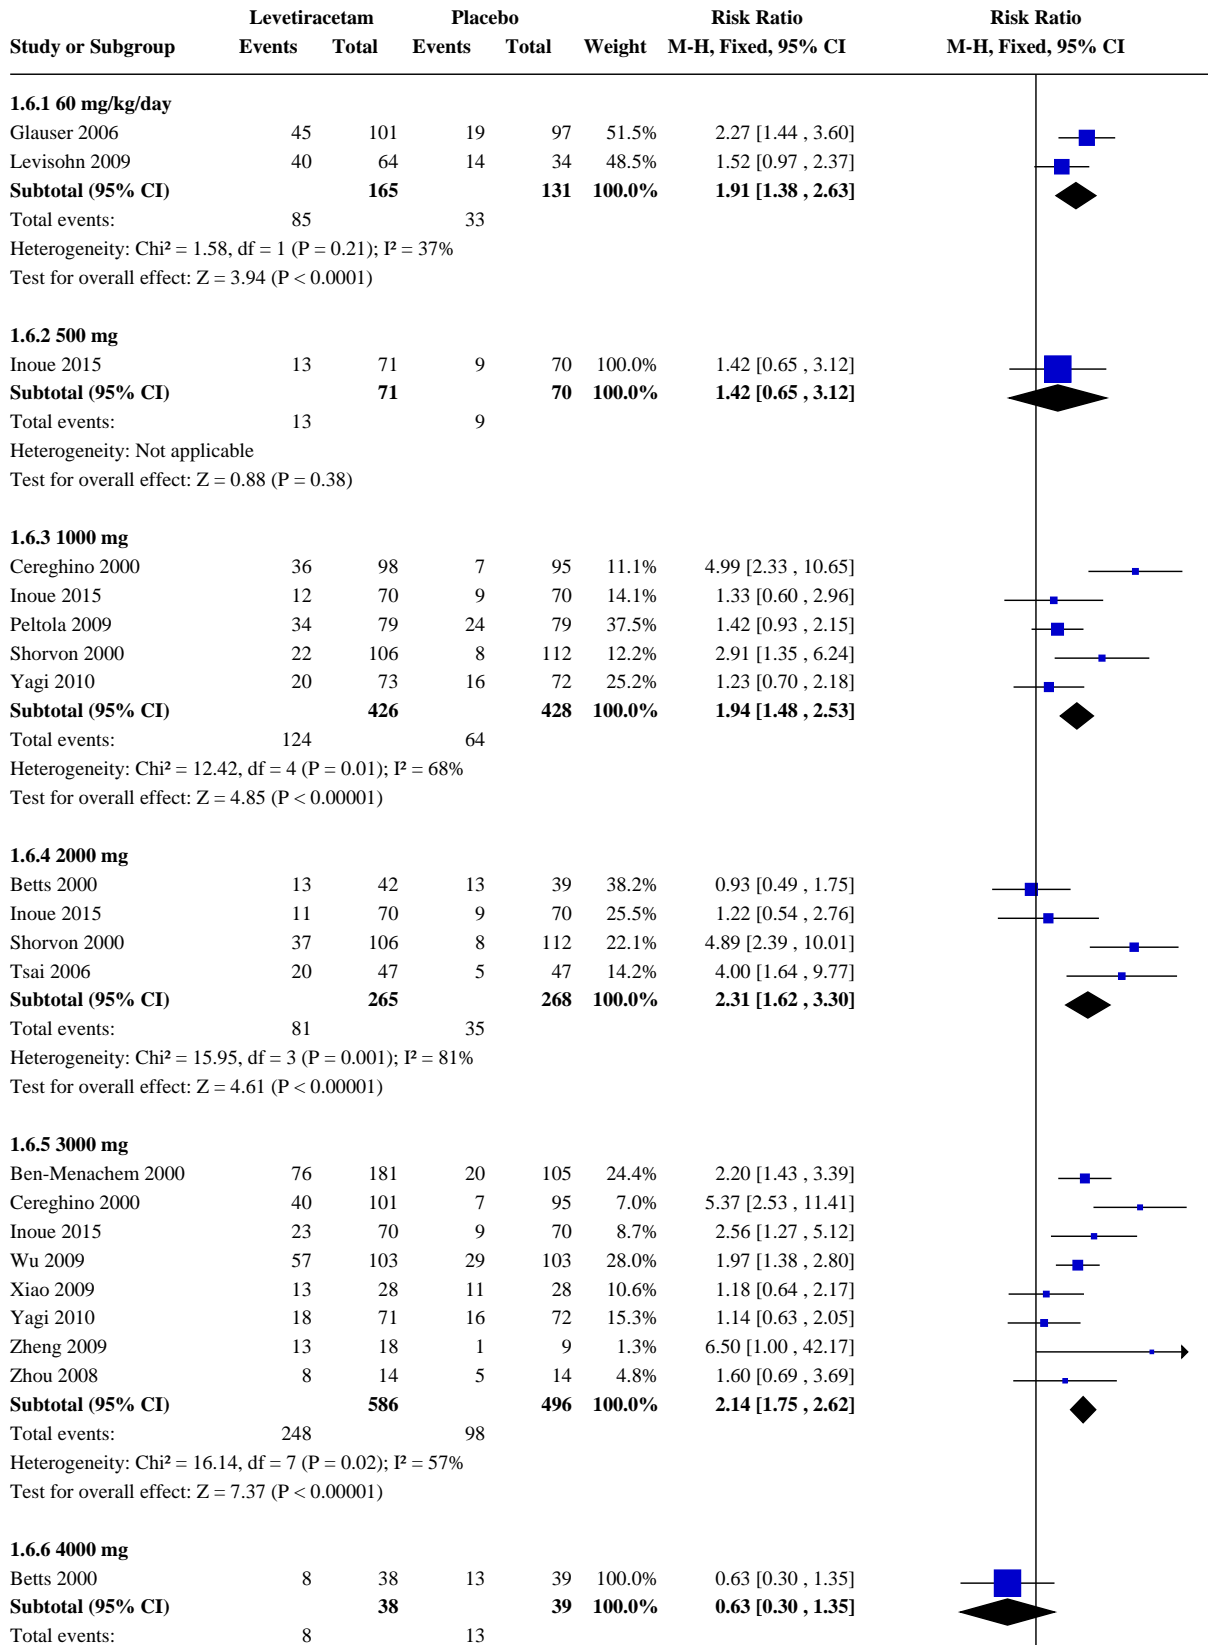 Levetiracetam Placebo Risk Ratio Risk Ratio
Study or Subgroup Events Total Events Total Weight M-H, Fixed, 95% CI M-H, Fixed, 95% CI
1.6.1 60 mg/kg/day
Glauser 2006 45 101 19 97 51.5% 2.27 [1.44 , 3.60]
Levisohn 2009 40 64 14 34 48.5% 1.52 [0.97 , 2.37]
Subtotal (95% CI) 165 131 100.0% 1.91 [1.38 , 2.63]
Total events: 85 33
Heterogeneity: Chi² = 1.58, df = 1 (P = 0.21); I² = 37%
Test for overall effect: Z = 3.94 (P < 0.0001)
1.6.2 500 mg
Inoue 2015 13 71 9 70 100.0% 1.42 [0.65 , 3.12]
Subtotal (95% CI) 71 70 100.0% 1.42 [0.65 , 3.12]
Total events: 13 9
Heterogeneity: Not applicable
Test for overall effect: Z = 0.88 (P = 0.38)
1.6.3 1000 mg
Cereghino 2000 36 98 7 95 11.1% 4.99 [2.33 , 10.65]
Inoue 2015 12 70 9 70 14.1% 1.33 [0.60 , 2.96]
Peltola 2009 34 79 24 79 37.5% 1.42 [0.93 , 2.15]
Shorvon 2000 22 106 8 112 12.2% 2.91 [1.35 , 6.24]
Yagi 2010 20 73 16 72 25.2% 1.23 [0.70 , 2.18]
Subtotal (95% CI) 426 428 100.0% 1.94 [1.48 , 2.53]
Total events: 124 64
Heterogeneity: Chi² = 12.42, df = 4 (P = 0.01); I² = 68%
Test for overall effect: Z = 4.85 (P < 0.00001)
1.6.4 2000 mg
Betts 2000 13 42 13 39 38.2% 0.93 [0.49 , 1.75]
Inoue 2015 11 70 9 70 25.5% 1.22 [0.54 , 2.76]
Shorvon 2000 37 106 8 112 22.1% 4.89 [2.39 , 10.01]
Tsai 2006 20 47 5 47 14.2% 4.00 [1.64 , 9.77]
Subtotal (95% CI) 265 268 100.0% 2.31 [1.62 , 3.30]
Total events: 81 35
Heterogeneity: Chi² = 15.95, df = 3 (P = 0.001); I² = 81%
Test for overall effect: Z = 4.61 (P < 0.00001)
1.6.5 3000 mg
Ben-Menachem 2000 76 181 20 105 24.4% 2.20 [1.43 , 3.39]
Cereghino 2000 40 101 7 95 7.0% 5.37 [2.53 , 11.41]
Inoue 2015 23 70 9 70 8.7% 2.56 [1.27 , 5.12]
Wu 2009 57 103 29 103 28.0% 1.97 [1.38 , 2.80]
Xiao 2009 13 28 11 28 10.6% 1.18 [0.64 , 2.17]
Yagi 2010 18 71 16 72 15.3% 1.14 [0.63 , 2.05]
Zheng 2009 13 18 1 9 1.3% 6.50 [1.00 , 42.17]
Zhou 2008 8 14 5 14 4.8% 1.60 [0.69 , 3.69]
Subtotal (95% CI) 586 496 100.0% 2.14 [1.75 , 2.62]
Total events: 248 98
Heterogeneity: Chi² = 16.14, df = 7 (P = 0.02); I² = 57%
Test for overall effect: Z = 7.37 (P < 0.00001)
1.6.6 4000 mg
Betts 2000 8 38 13 39 100.0% 0.63 [0.30 , 1.35]
Subtotal (95% CI) 38 39 100.0% 0.63 [0.30 , 1.35]
Total events: 8 13